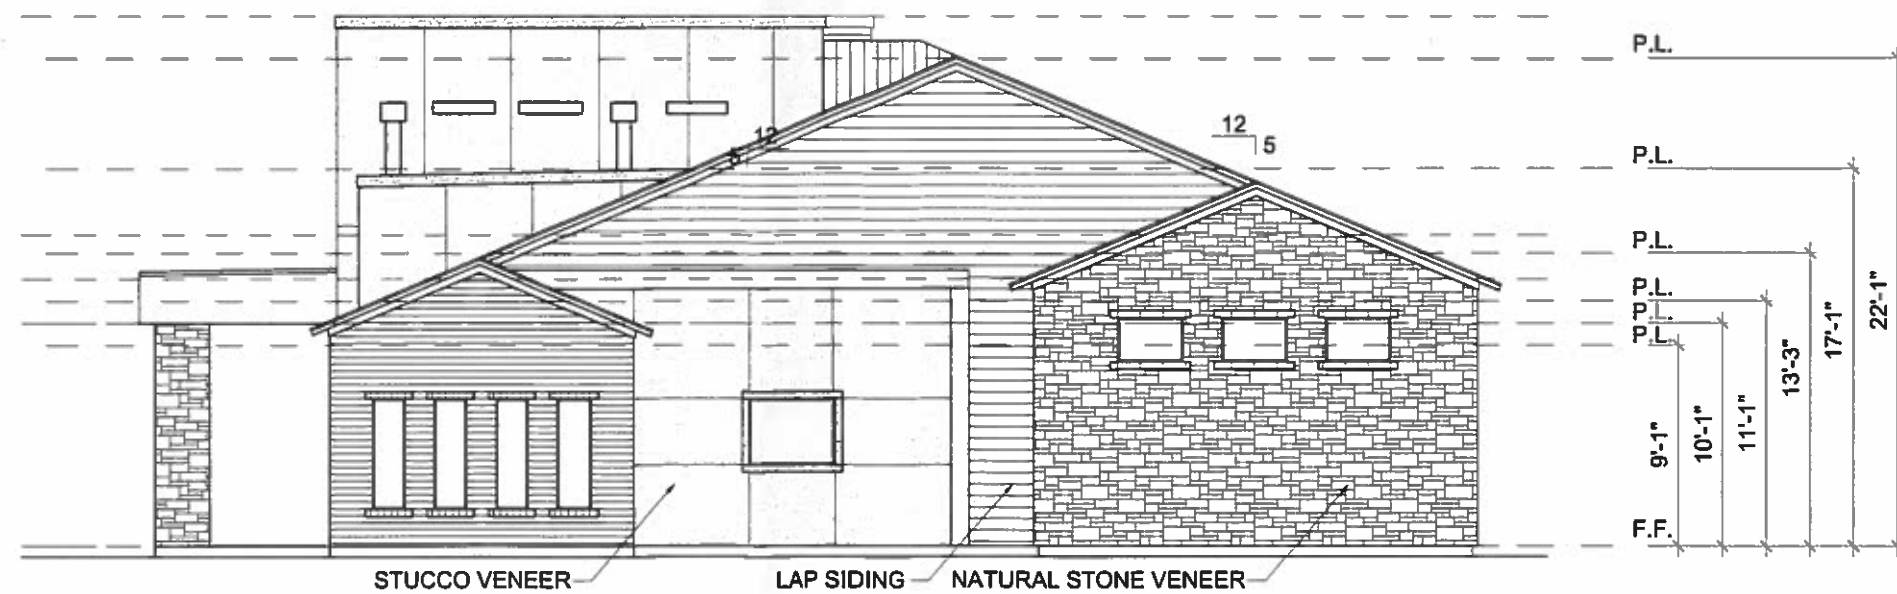 P.L.
12
5
12
5
P.L.
P.L.
P.L.
P.L.
P.L.
9'-1"
10'-1"
11'-1"
13'-3"
17'-1"
22'-1"
F.F.
STUCCO VENEER
LAP SIDING
NATURAL STONE VENEER